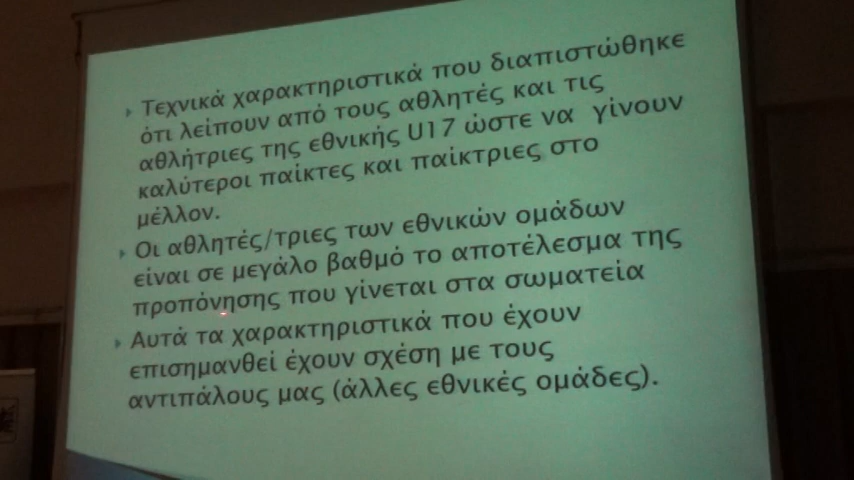 Τεχνικά χαρακτηριστικά που διαπιστώθηκε
ότι λείπουν από τους αθλητές και τις
αθλήτριες της εθνικής U17 ώστε να γίνουν
καλύτεροι παίκτες και παίκτριες στο
μέλλον.
Οι αθλητές/τριες των εθνικών ομάδων
είναι σε μεγάλο βαθμό το αποτέλεσμα της
προπόνησης που γίνεται στα σωματεία
Αυτά τα χαρακτηριστικά που έχουν
επισημανθεί έχουν σχέση με τους
αντιπάλους μας (άλλες εθνικές ομάδες).